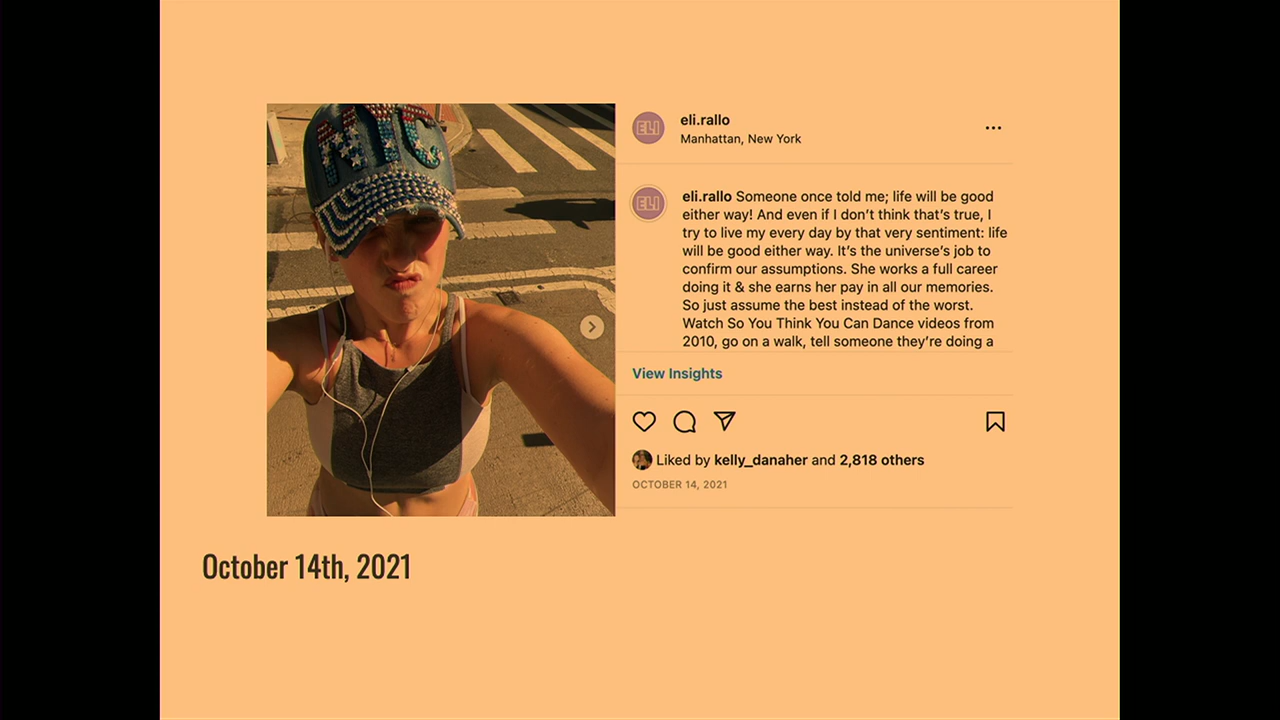 NYC
ELI
eli.rallo
Manhattan, New York
ELI
eli.rallo Someone once told me; life will be good
either way! And even if I don't think that's true, I
try to live my every day by that very sentiment: life
will be good either way. It's the universe's job to
confirm our assumptions. She works a full career
doing it & she earns her pay in all our memories.
So just assume the best instead of the worst.
Watch So You Think You Can Dance videos from
2010, go on a walk, tell someone they're doing a
View Insights
Liked by kelly_danaher and 2,818 others
OCTOBER 14, 2021
October 14th, 2021